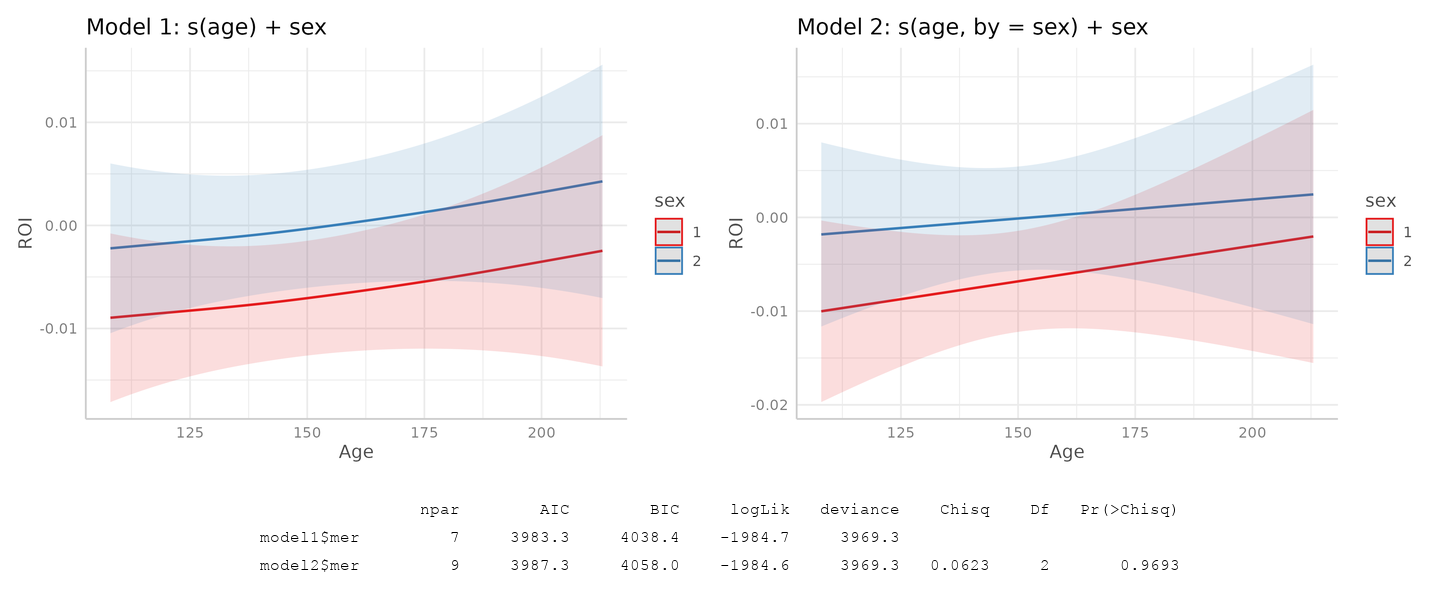 Model 1: s(age) + sex
0.01
0.00
-0.01
ROI
125 150 175 200
Age
sex
1
2
Model 2: s(age, by = sex) + sex
0.01
0.00
-0.01
-0.02
ROI
125 150 175 200
Age
sex
1
2
npar AIC BIC logLik deviance Chisq Df Pr(>Chisq)
model1$mer 7 3983.3 4038.4 -1984.7 3969.3
model2$mer 9 3987.3 4058.0 -1984.6 3969.3 0.0623 2 0.9693